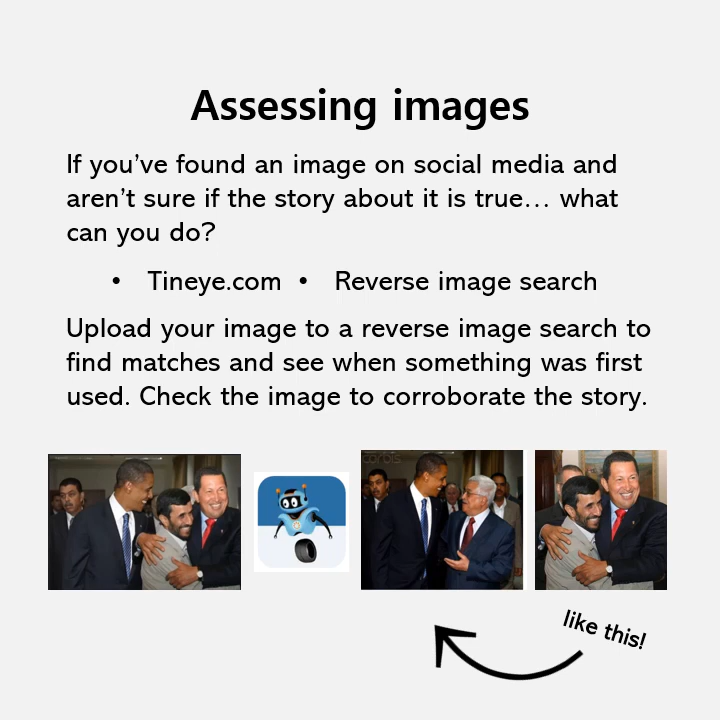 Assessing images
If you’ve found an image on social media and
aren’t sure if the story about it is true... what
can you do?
• Tineye.com • Reverse image search
Upload your image to a reverse image search to
find matches and see when something was first
used. Check the image to corroborate the story.
corbis
like this!